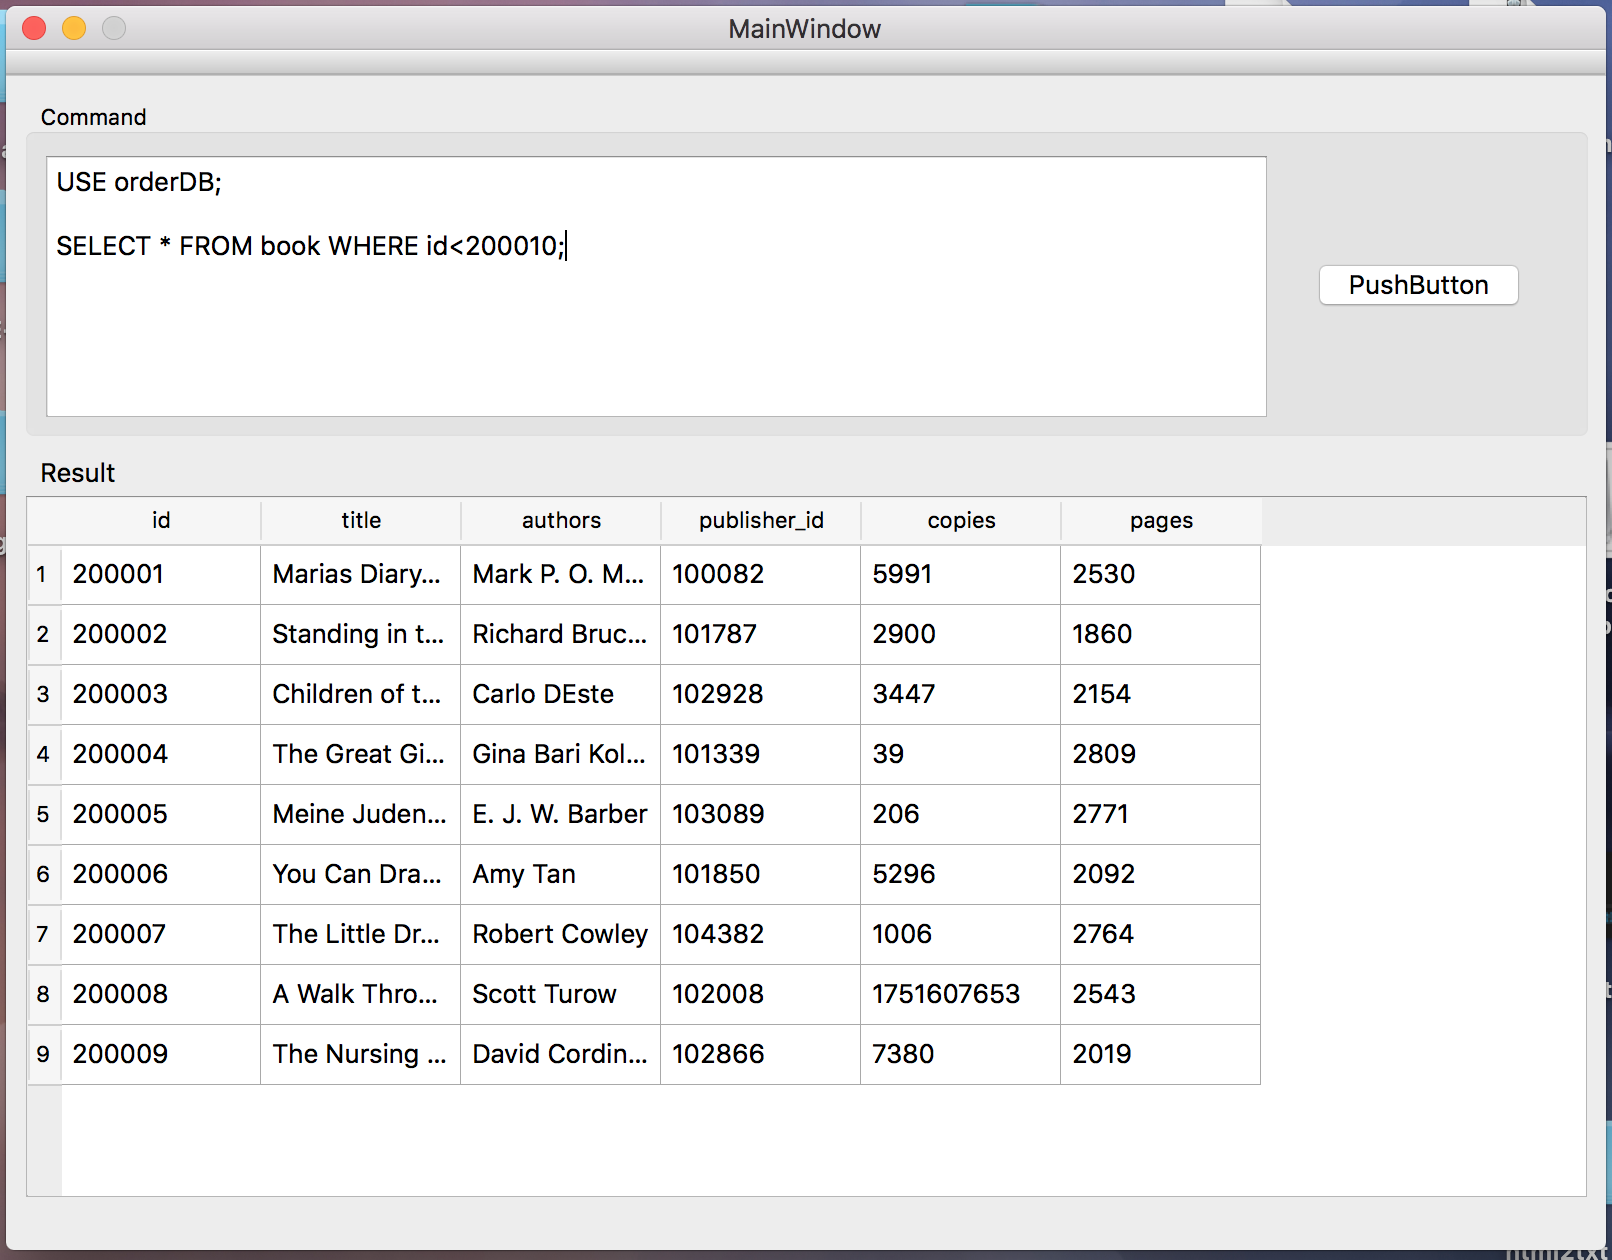 MainWindow
Command
USE orderDB;
SELECT * FROM book WHERE id<200010;
PushButton
Result
id title authors publisher_id copies pages
1 200001 Marias Diary... Mark P. O. M... 100082 5991 2530
2 200002 Standing in t... Richard Bruc... 101787 2900 1860
3 200003 Children of t... Carlo DEste 102928 3447 2154
4 200004 The Great Gi... Gina Bari Kol... 101339 39 2809
5 200005 Meine Juden... E. J. W. Barber 103089 206 2771
6 200006 You Can Dra... Amy Tan 101850 5296 2092
7 200007 The Little Dr... Robert Cowley 104382 1006 2764
8 200008 A Walk Thro... Scott Turow 102008 1751607653 2543
9 200009 The Nursing ... David Cordin... 102866 7380 2019